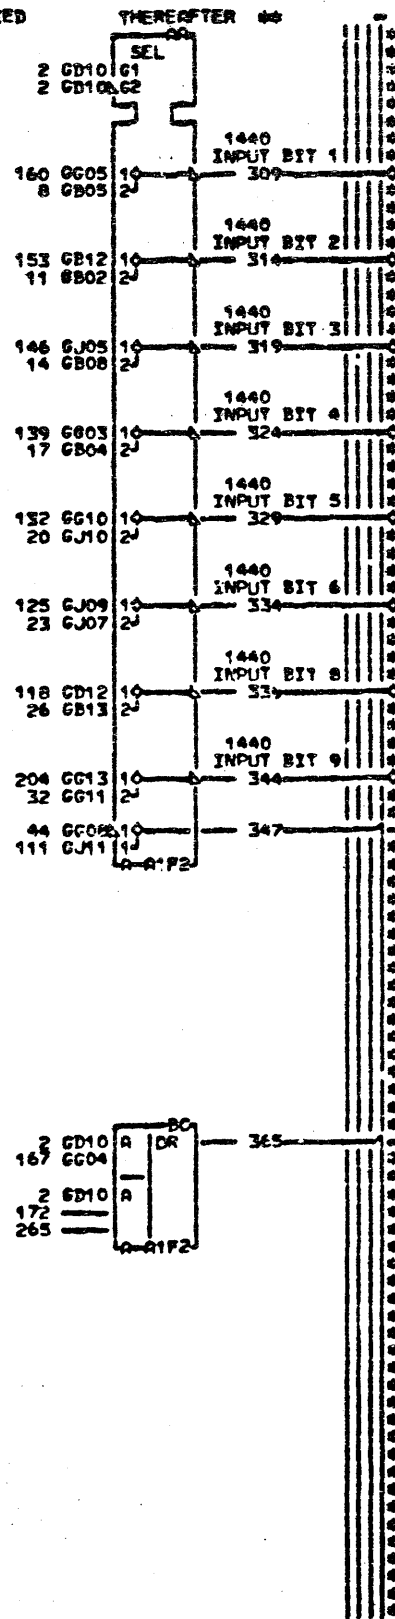 THEREAFTER **
AA
SEL
2 GD10 G1
2 GD10 G2
1440
INPUT BIT 1
160 GG05 1 309
8 GB05 2
1440
INPUT BIT 2
153 GB12 1 314
11 GB02 2
1440
INPUT BIT 3
146 GJ05 1 319
14 GB08 2
1440
INPUT BIT 4
139 GG03 1 324
17 GB04 2
1440
INPUT BIT 5
132 GG10 1 329
20 GJ10 2
1440
INPUT BIT 6
125 GJ09 1 334
23 GJ07 2
1440
INPUT BIT 8
118 GD12 1 339
26 GB13 2
1440
INPUT BIT 9
204 GG13 1 344
32 GG11 2
44 GG08 1 347
111 GJ11 1
A-A1F2
2 GD10 A OR 365
167 GG04
2 GD10 A
172
265
A-A1F2